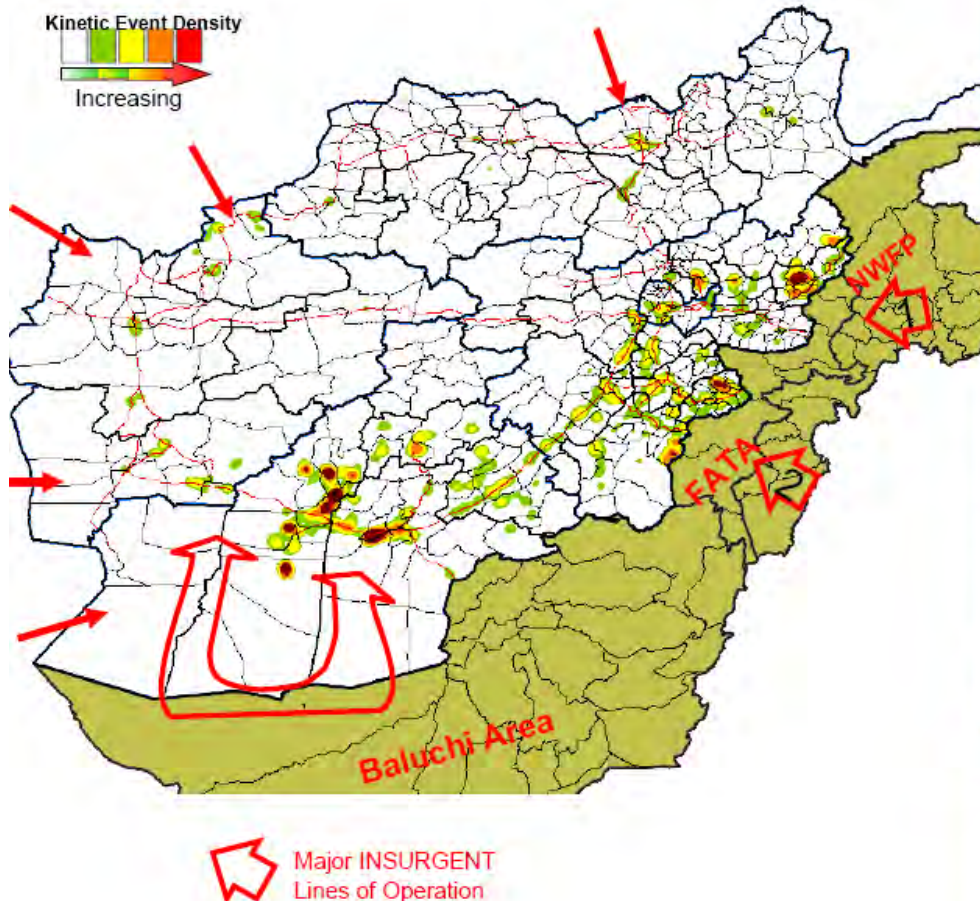 Kinetic Event Density
Increasing
NWFP
FATA
Baluchi Area
Major INSURGENT
Lines of Operation